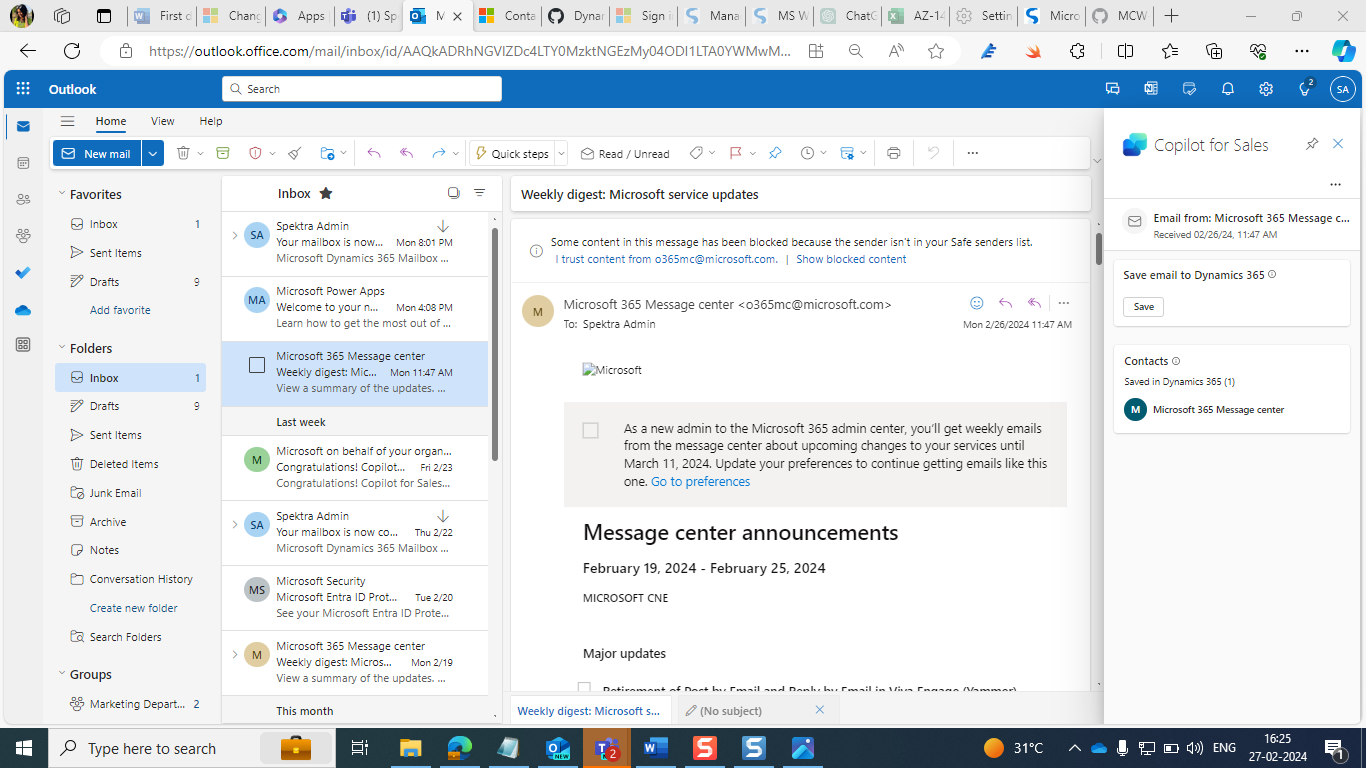 First d
Chang
Apps
(1) Sp
M
Conta
Dynar
Sign i
Mana
MS W
ChatG
AZ-14
Settin
Micro
MCW
https://outlook.office.com/mail/inbox/id/AAQkADRhNGVlZDc4LTY0MzktNGEzMy04ODI1LTA0YWMwM...
Outlook
Search
2
SA
Home View Help
New mail
Quick steps
Read / Unread
Copilot for Sales
Favorites
Inbox 1
Sent Items
Drafts 9
Add favorite
Folders
Inbox 1
Drafts 9
Sent Items
Deleted Items
Junk Email
Archive
Notes
Conversation History
Create new folder
Search Folders
Groups
Marketing Depart... 2
Inbox
SA
Spektra Admin
Your mailbox is now... Mon 8:01 PM
Microsoft Dynamics 365 Mailbox ...
MA
Microsoft Power Apps
Welcome to your n... Mon 4:08 PM
Learn how to get the most out of ...
Microsoft 365 Message center
Weekly digest: Mic... Mon 11:47 AM
View a summary of the updates. ...
Last week
M
Microsoft on behalf of your organ...
Congratulations! Copilot... Fri 2/23
Congratulations! Copilot for Sales...
SA
Spektra Admin
Your mailbox is now co... Thu 2/22
Microsoft Dynamics 365 Mailbox ...
MS
Microsoft Security
Microsoft Entra ID Prot... Tue 2/20
See your Microsoft Entra ID Prote...
M
Microsoft 365 Message center
Weekly digest: Micros... Mon 2/19
View a summary of the updates. ...
This month
Weekly digest: Microsoft service updates
Some content in this message has been blocked because the sender isn't in your Safe senders list.
I trust content from o365mc@microsoft.com. | Show blocked content
M
Microsoft 365 Message center <o365mc@microsoft.com>
To: Spektra Admin
Mon 2/26/2024 11:47 AM
Microsoft
As a new admin to the Microsoft 365 admin center, you'll get weekly emails
from the message center about upcoming changes to your services until
March 11, 2024. Update your preferences to continue getting emails like this
one. Go to preferences
Message center announcements
February 19, 2024 - February 25, 2024
MICROSOFT CNE
Major updates
Retirement of Post by Email and Reply by Email in Viva Engage (Yammer)
Weekly digest: Microsoft s...
(No subject)
Email from: Microsoft 365 Message c...
Received 02/26/24, 11:47 AM
Save email to Dynamics 365
Save
Contacts
Saved in Dynamics 365 (1)
M
Microsoft 365 Message center
Type here to search
NEW
2
31°C
ENG
16:25
27-02-2024
1